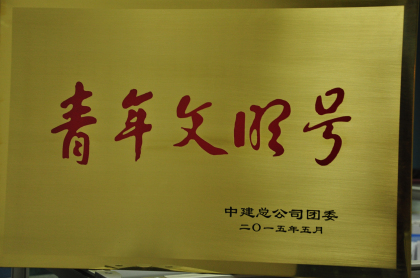 青年文明号
中建总公司团委
二〇一五年五月